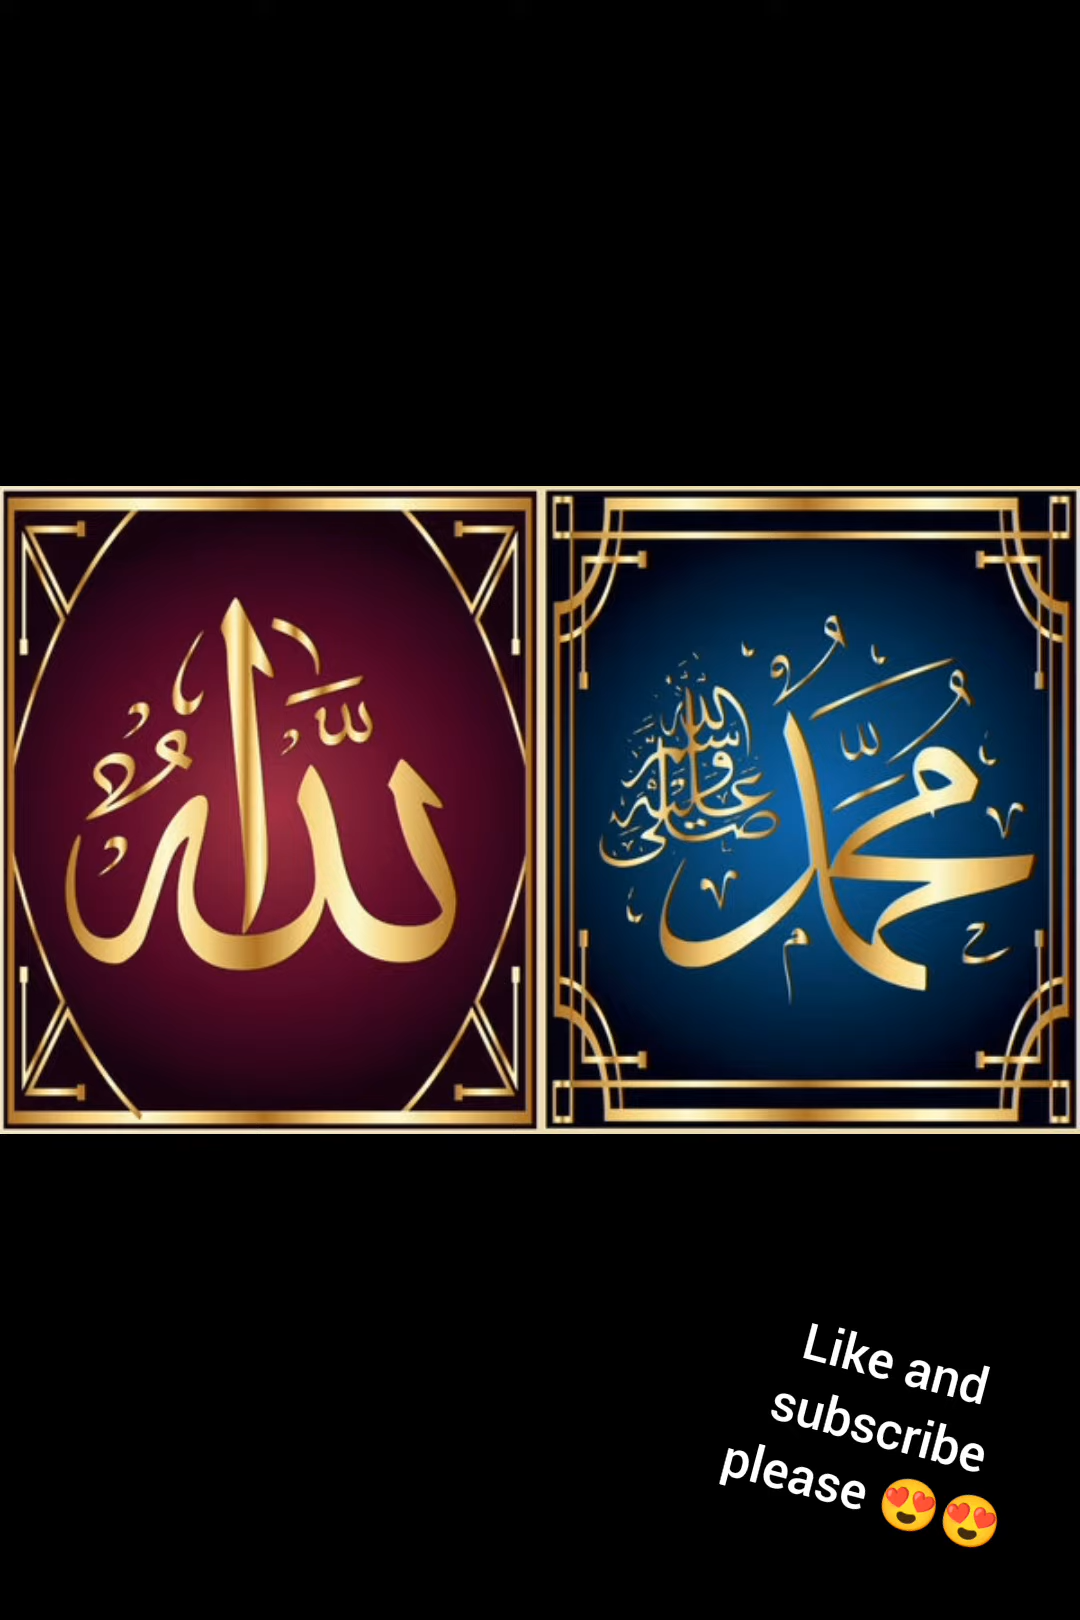 الله
محمد
صلى الله عليه وسلم
Like and
subscribe
please 😍😍